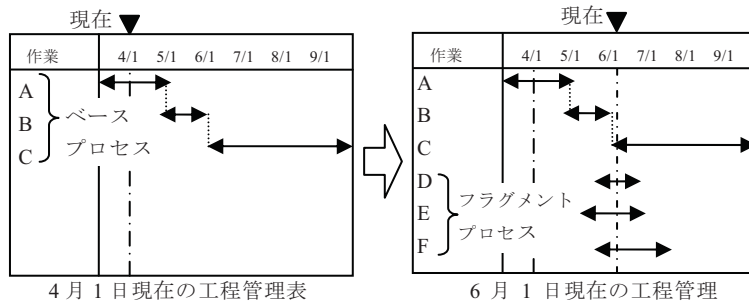 現在
作業 4/1 5/1 6/1 7/1 8/1 9/1
A
B
C
ベース
プロセス
4月1日現在の工程管理表
現在
作業 4/1 5/1 6/1 7/1 8/1 9/1
A
B
C
D
E
F
フラグメント
プロセス
6月1日現在の工程管理